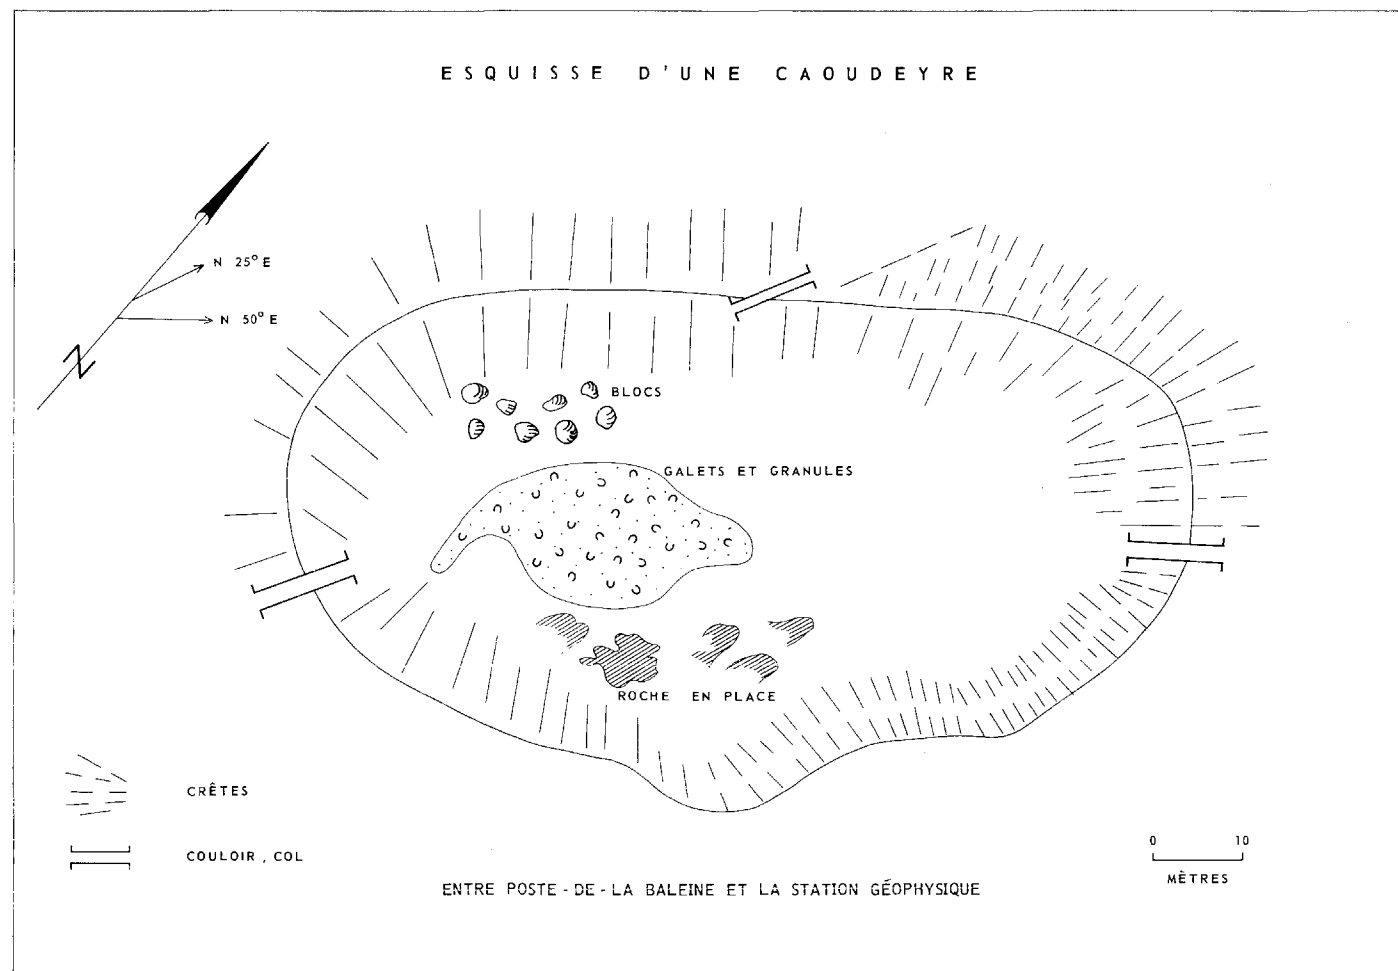 ESQUISSE D'UNE CAOUDEYRE
N 25° E
N 50° E
N
BLOCS
GALETS ET GRANULES
ROCHE EN PLACE
CRÊTES
COULOIR, COL
0 10
MÈTRES
ENTRE POSTE-DE-LA BALEINE ET LA STATION GÉOPHYSIQUE